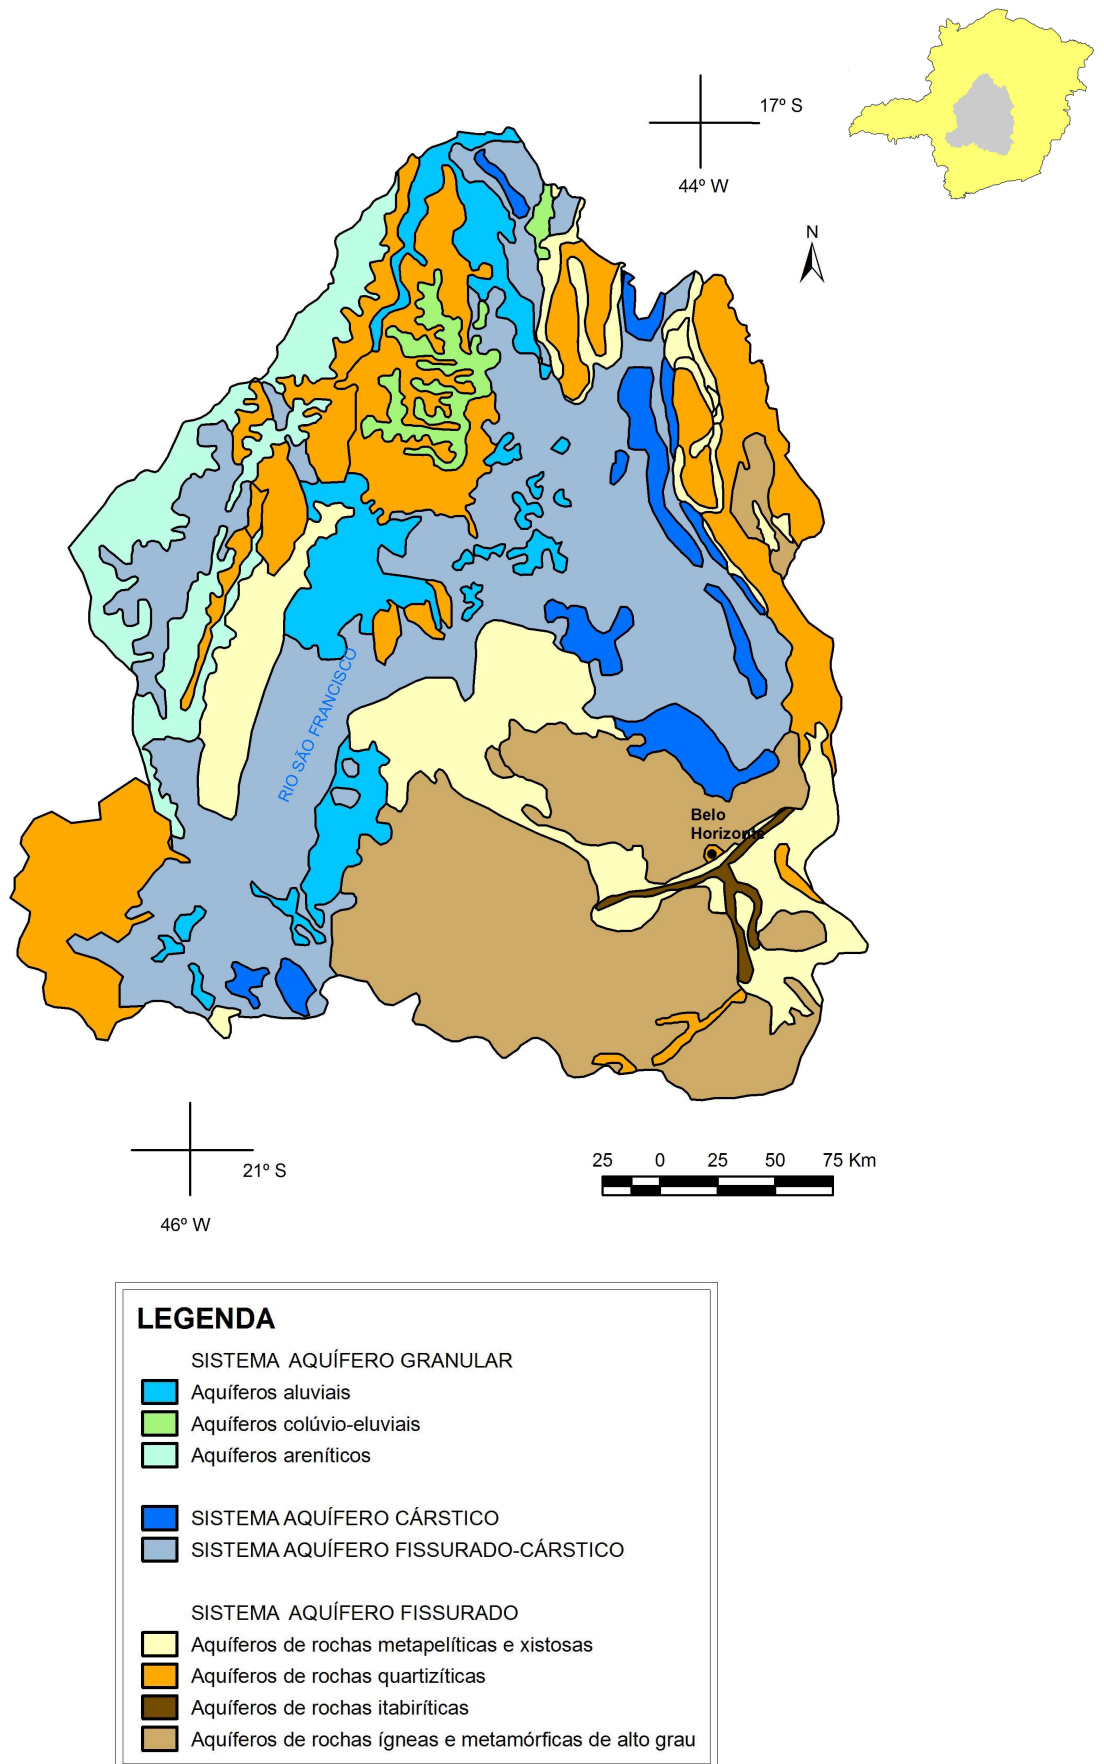 17º S
44º W
N
RIO SÃO FRANCISCO
Belo
Horizonte
21º S
46º W
25 0 25 50 75 Km
LEGENDA
SISTEMA AQUÍFERO GRANULAR
Aquíferos aluviais
Aquíferos colúvio-eluviais
Aquíferos areníticos
SISTEMA AQUÍFERO CÁRSTICO
SISTEMA AQUÍFERO FISSURADO-CÁRSTICO
SISTEMA AQUÍFERO FISSURADO
Aquíferos de rochas metapelíticas e xistosas
Aquíferos de rochas quartizíticas
Aquíferos de rochas itabiríticas
Aquíferos de rochas ígneas e metamórficas de alto grau